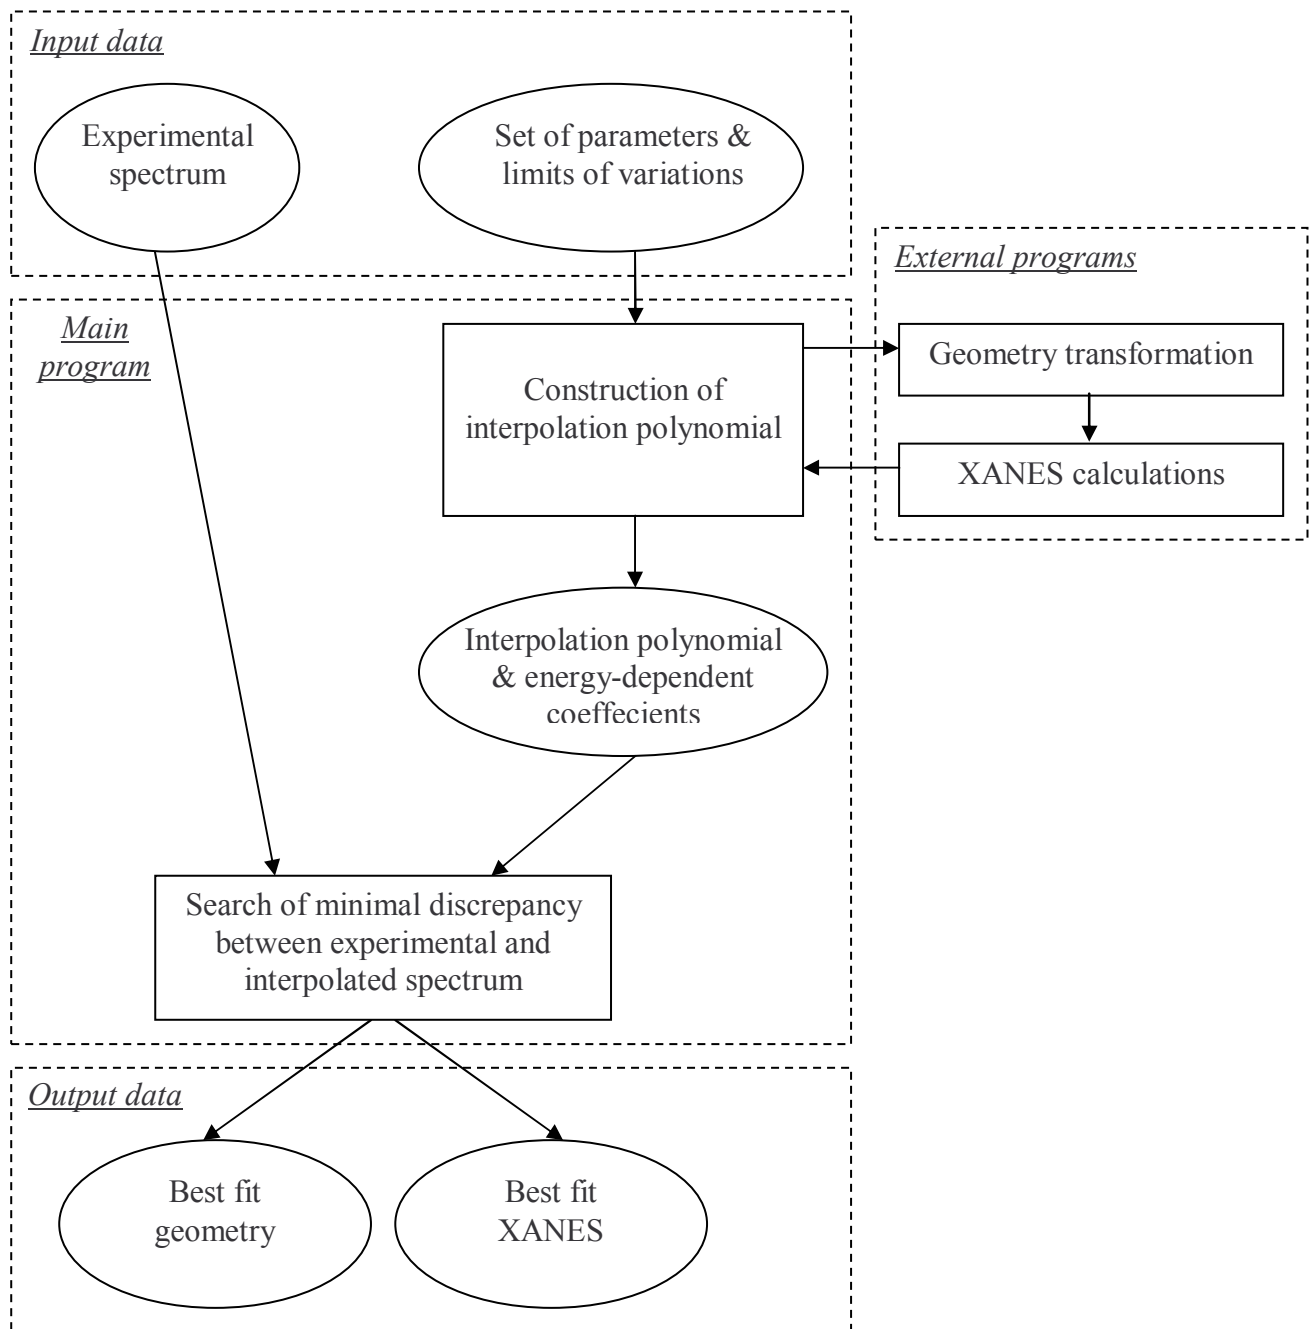 Input data
Experimental
spectrum
Set of parameters &
limits of variations
External programs
Main
program
Geometry transformation
Construction of
interpolation polynomial
XANES calculations
Interpolation polynomial
& energy-dependent
coeffecients
Search of minimal discrepancy
between experimental and
interpolated spectrum
Output data
Best fit
geometry
Best fit
XANES